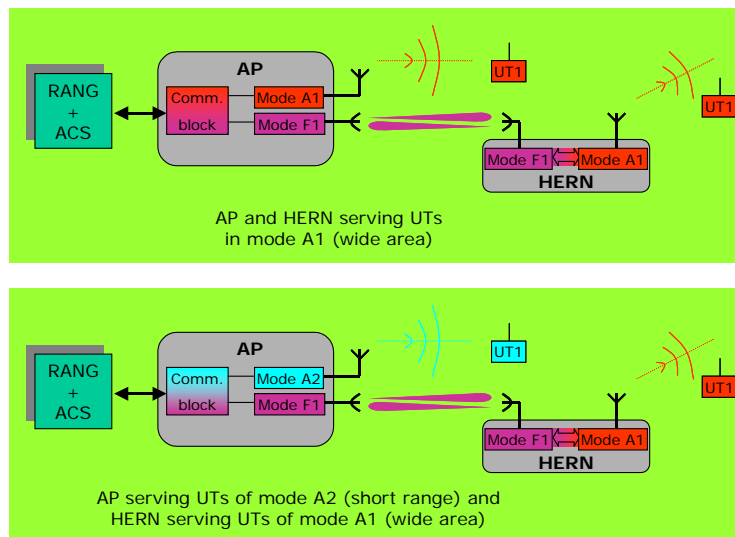 AP
RANG
+
ACS
Comm.
block
Mode A1
Mode F1
UT1
UT1
Mode F1
Mode A1
HERN
AP and HERN serving UTs
in mode A1 (wide area)
AP
RANG
+
ACS
Comm.
block
Mode A2
Mode F1
UT1
UT1
Mode F1
Mode A1
HERN
AP serving UTs of mode A2 (short range) and
HERN serving UTs of mode A1 (wide area)